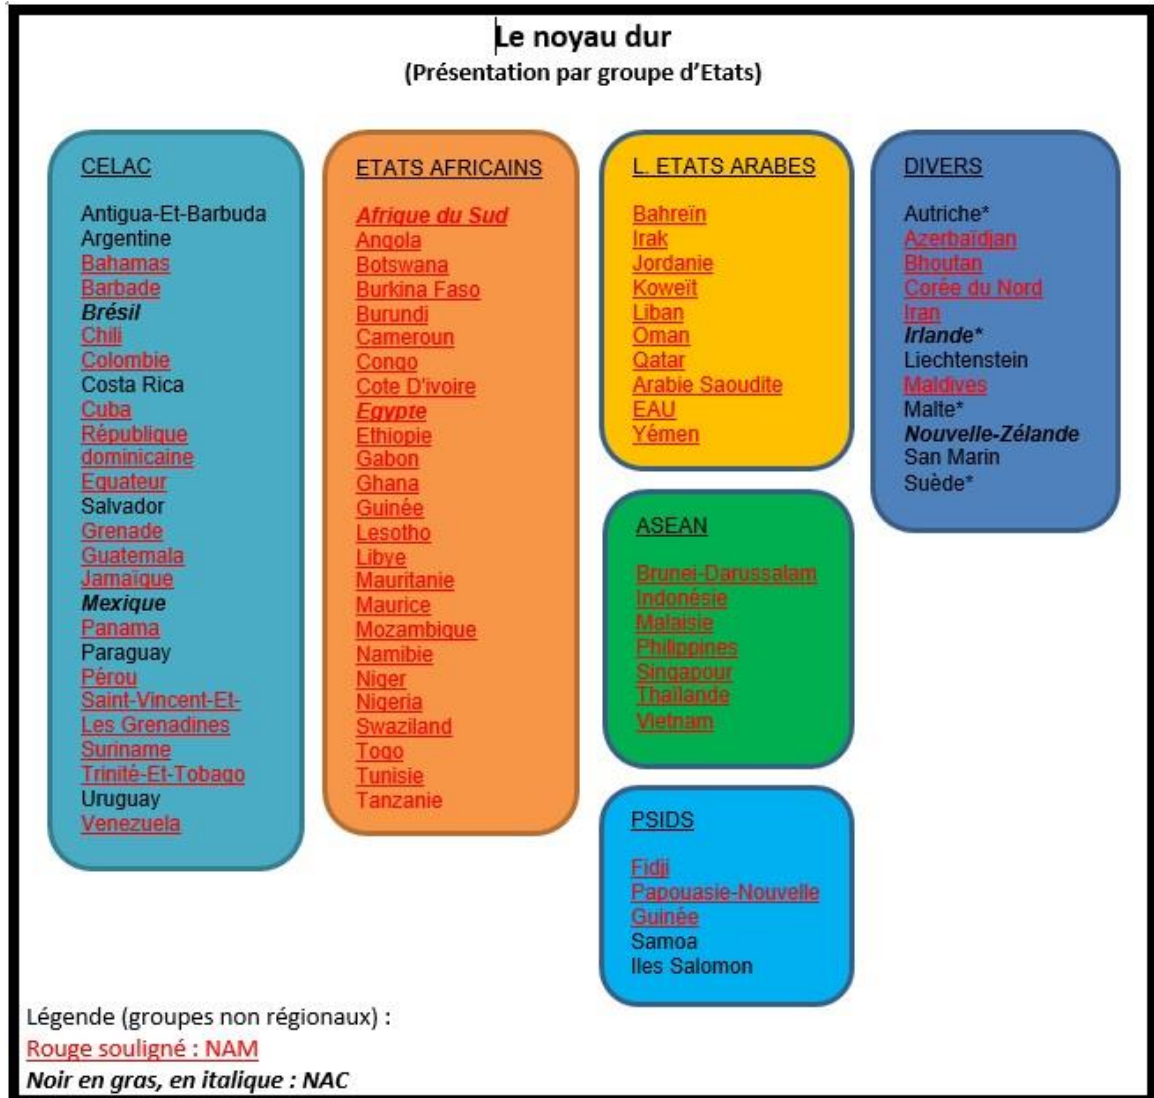 Le noyau dur
(Présentation par groupe d'Etats)
CELAC
Antigua-Et-Barbuda
Argentine
Bahamas
Barbade
Brésil
Chili
Colombie
Costa Rica
Cuba
République
dominicaine
Equateur
Salvador
Grenade
Guatemala
Jamaïque
Mexique
Panama
Paraguay
Pérou
Saint-Vincent-Et-
Les Grenadines
Suriname
Trinité-Et-Tobago
Uruguay
Venezuela
ETATS AFRICAINS
Afrique du Sud
Angola
Botswana
Burkina Faso
Burundi
Cameroun
Congo
Cote D'ivoire
Egypte
Ethiopie
Gabon
Ghana
Guinée
Lesotho
Libye
Mauritanie
Maurice
Mozambique
Namibie
Niger
Nigeria
Swaziland
Togo
Tunisie
Tanzanie
L. ETATS ARABES
Bahreïn
Irak
Jordanie
Koweït
Liban
Oman
Qatar
Arabie Saoudite
EAU
Yémen
ASEAN
Brunei-Darussalam
Indonésie
Malaisie
Philippines
Singapour
Thaïlande
Vietnam
PSIDS
Fidji
Papouasie-Nouvelle
Guinée
Samoa
Iles Salomon
DIVERS
Autriche*
Azerbaïdjan
Bhoutan
Corée du Nord
Iran
Irlande*
Liechtenstein
Maldives
Malte*
Nouvelle-Zélande
San Marin
Suède*
Légende (groupes non régionaux) :
Rouge souligné : NAM
Noir en gras, en italique : NAC